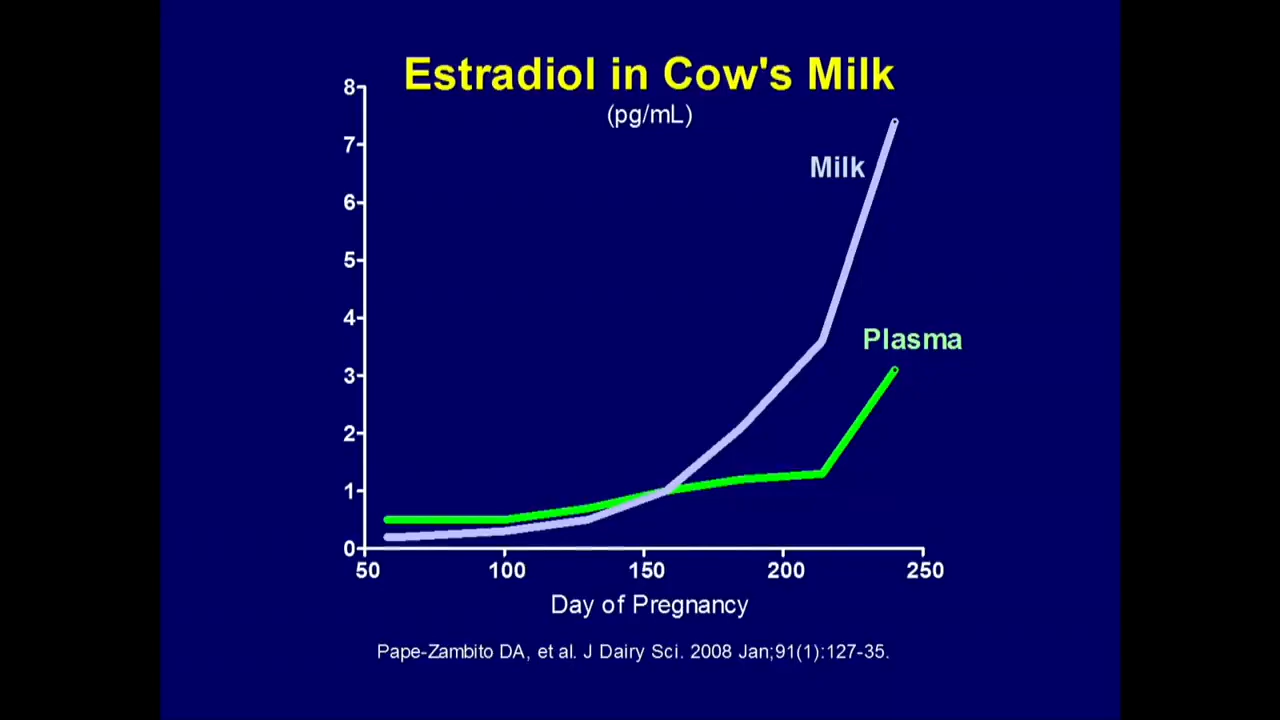 Estradiol in Cow's Milk
(pg/mL)
8
7
6
5
4
3
2
1
0
Milk
Plasma
50 100 150 200 250
Day of Pregnancy
Pape-Zambito DA, et al. J Dairy Sci. 2008 Jan;91(1):127-35.